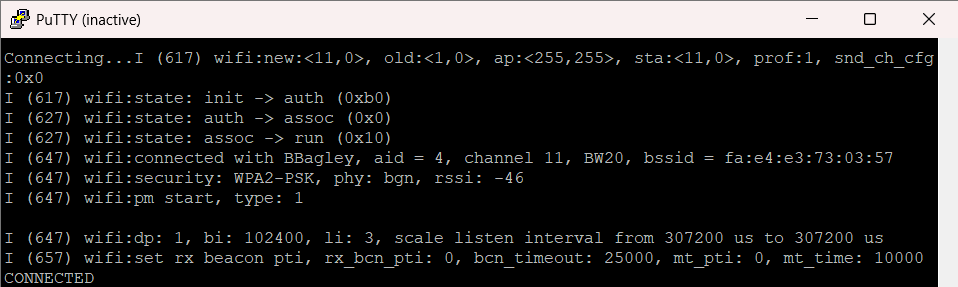 PuTTY (inactive)
Connecting...I (617) wifi:new:<11,0>, old:<1,0>, ap:<255,255>, sta:<11,0>, prof:1, snd_ch_cfg
:0x0
I (617) wifi:state: init -> auth (0xb0)
I (627) wifi:state: auth -> assoc (0x0)
I (627) wifi:state: assoc -> run (0x10)
I (647) wifi:connected with BBagley, aid = 4, channel 11, BW20, bssid = fa:e4:e3:73:03:57
I (647) wifi:security: WPA2-PSK, phy: bgn, rssi: -46
I (647) wifi:pm start, type: 1
I (647) wifi:dp: 1, bi: 102400, li: 3, scale listen interval from 307200 us to 307200 us
I (657) wifi:set rx beacon pti, rx_bcn_pti: 0, bcn_timeout: 25000, mt_pti: 0, mt_time: 10000
CONNECTED